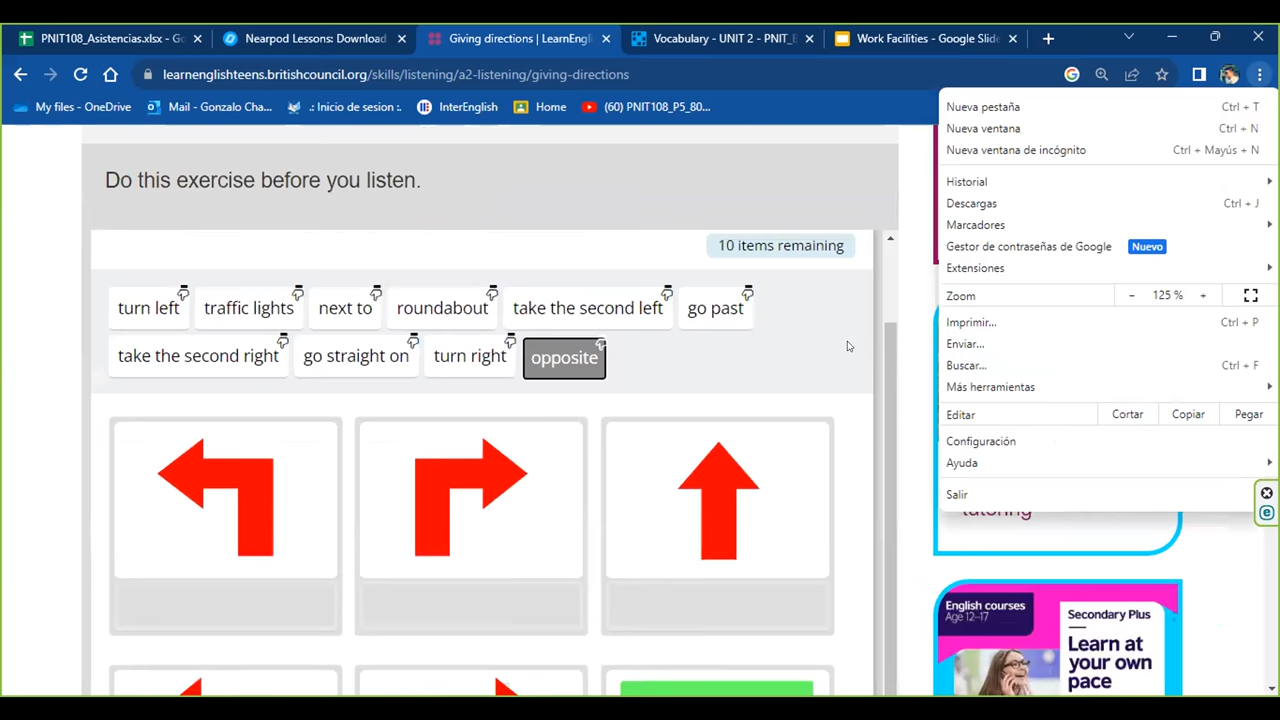 PNIT108_Asistencias.xlsx - Go
Nearpod Lessons: Download
Giving directions | LearnEngli
Vocabulary - UNIT 2 - PNIT_E
Work Facilities - Google Slide
learnenglishteens.britishcouncil.org/skills/listening/a2-listening/giving-directions
My files - OneDrive
Mail - Gonzalo Cha...
.: Inicio de sesion :.
InterEnglish
Home
(60) PNIT108_P5_80...
Do this exercise before you listen.
10 items remaining
turn left
traffic lights
next to
roundabout
take the second left
go past
take the second right
go straight on
turn right
opposite
Nueva pestaña Ctrl + T
Nueva ventana Ctrl + N
Nueva ventana de incógnito Ctrl + Mayús + N
Historial
Descargas Ctrl + J
Marcadores
Gestor de contraseñas de Google Nuevo
Extensiones
Zoom − 125 % +
Imprimir... Ctrl + P
Enviar...
Buscar... Ctrl + F
Más herramientas
Editar Cortar Copiar Pegar
Configuración
Ayuda
Salir
tutoring
English courses
Age 12–17
Secondary Plus
Learn at
your own
pace